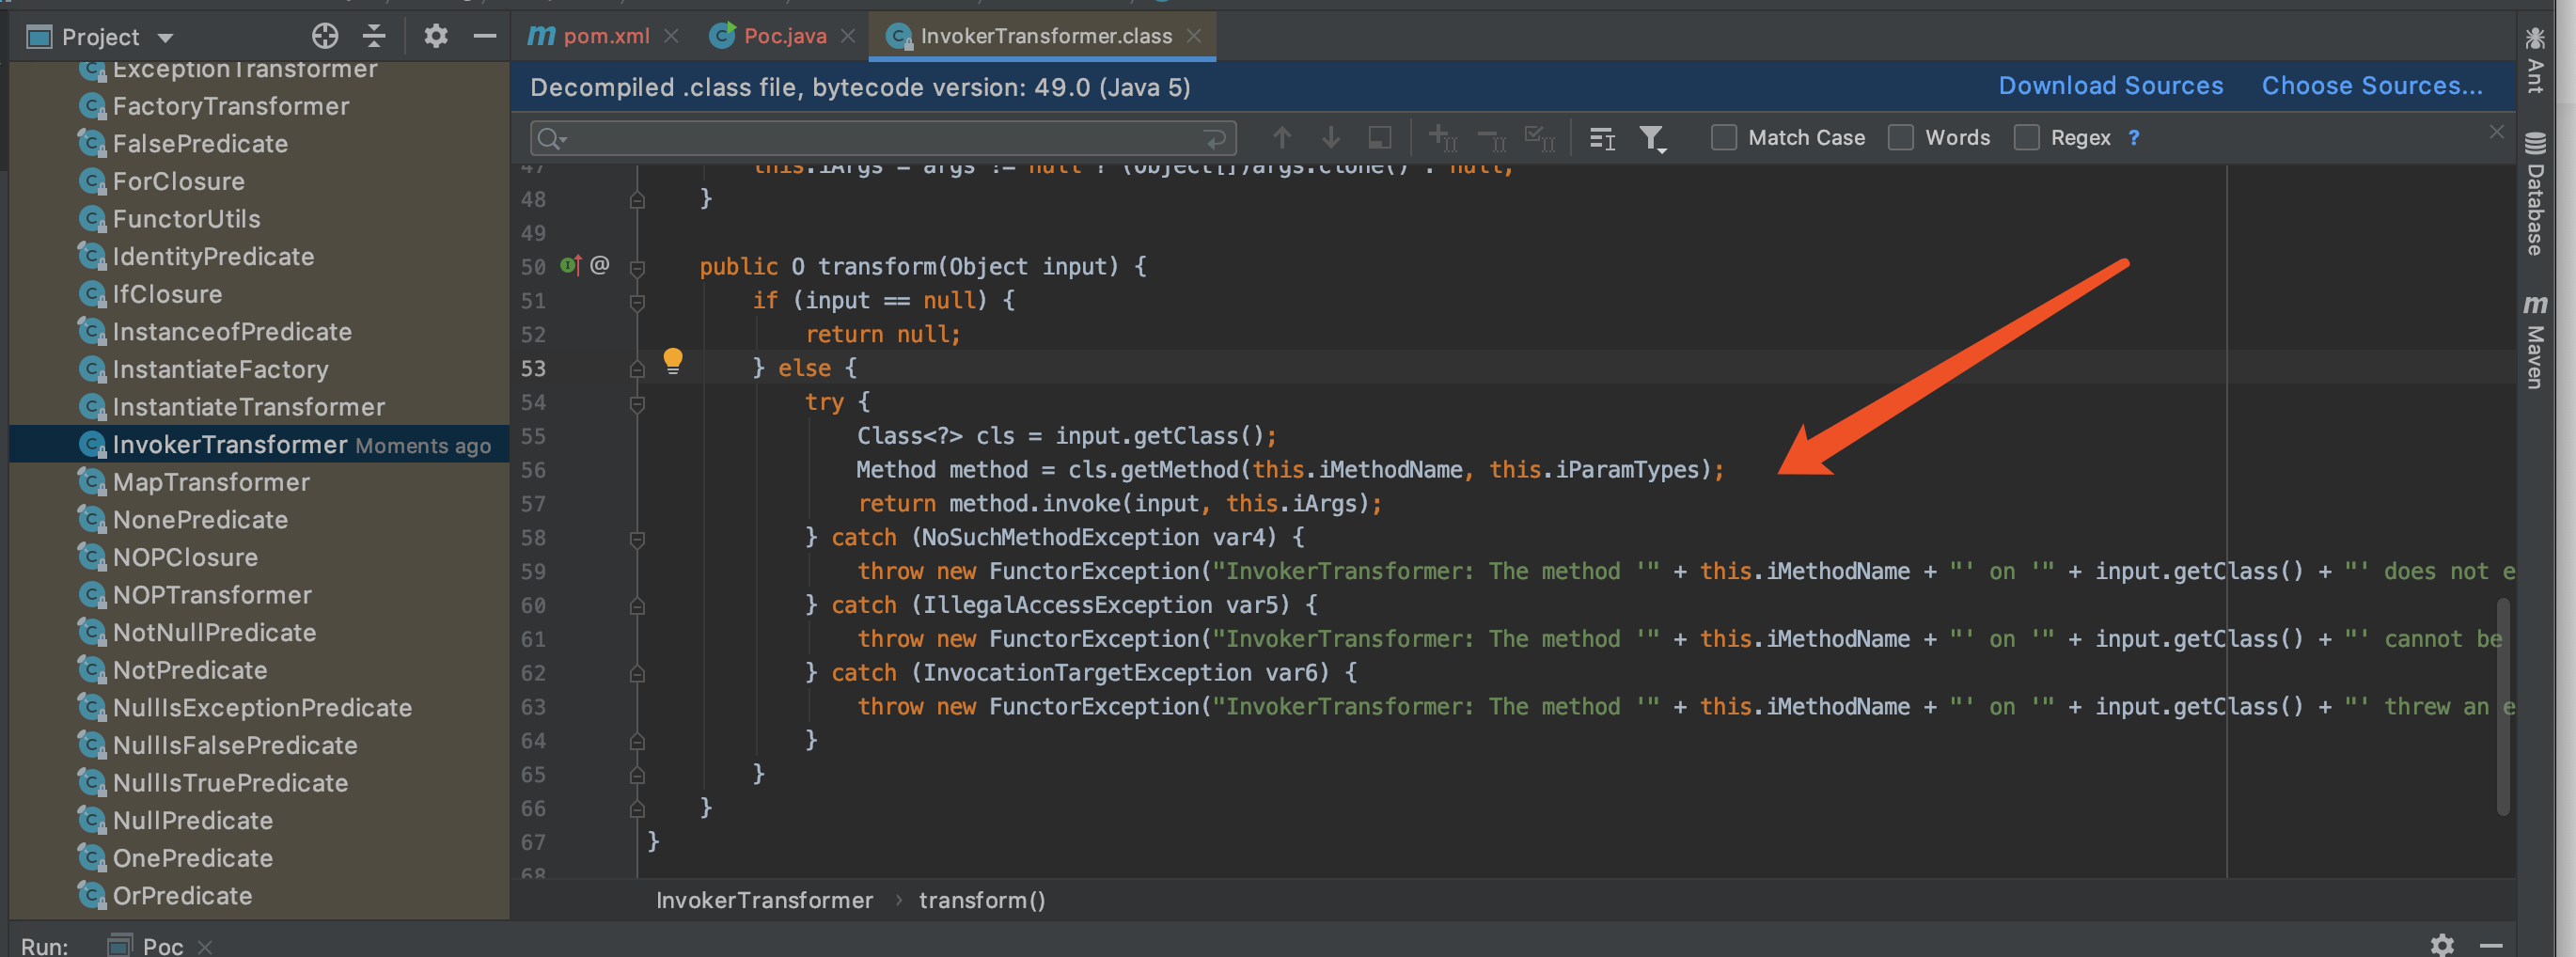 Project
pom.xml
Poc.java
InvokerTransformer.class
ExceptionTransformer
FactoryTransformer
FalsePredicate
ForClosure
FunctorUtils
IdentityPredicate
IfClosure
InstanceofPredicate
InstantiateFactory
InstantiateTransformer
InvokerTransformer Moments ago
MapTransformer
NonePredicate
NOPClosure
NOPTransformer
NotNullPredicate
NotPredicate
NullIsExceptionPredicate
NullIsFalsePredicate
NullIsTruePredicate
NullPredicate
OnePredicate
OrPredicate
Decompiled .class file, bytecode version: 49.0 (Java 5) Download Sources Choose Sources...
Match Case Words Regex ?
47 this.iArgs = args != null ? (Object[])args.clone() : null;
48 }
49
50 @ public O transform(Object input) {
51 if (input == null) {
52 return null;
53 } else {
54 try {
55 Class<?> cls = input.getClass();
56 Method method = cls.getMethod(this.iMethodName, this.iParamTypes);
57 return method.invoke(input, this.iArgs);
58 } catch (NoSuchMethodException var4) {
59 throw new FunctorException("InvokerTransformer: The method '" + this.iMethodName + "' on '" + input.getClass() + "' does not e
60 } catch (IllegalAccessException var5) {
61 throw new FunctorException("InvokerTransformer: The method '" + this.iMethodName + "' on '" + input.getClass() + "' cannot be
62 } catch (InvocationTargetException var6) {
63 throw new FunctorException("InvokerTransformer: The method '" + this.iMethodName + "' on '" + input.getClass() + "' threw an e
64 }
65 }
66 }
67 }
68
InvokerTransformer › transform()
Ant
Database
m Maven
Run: Poc